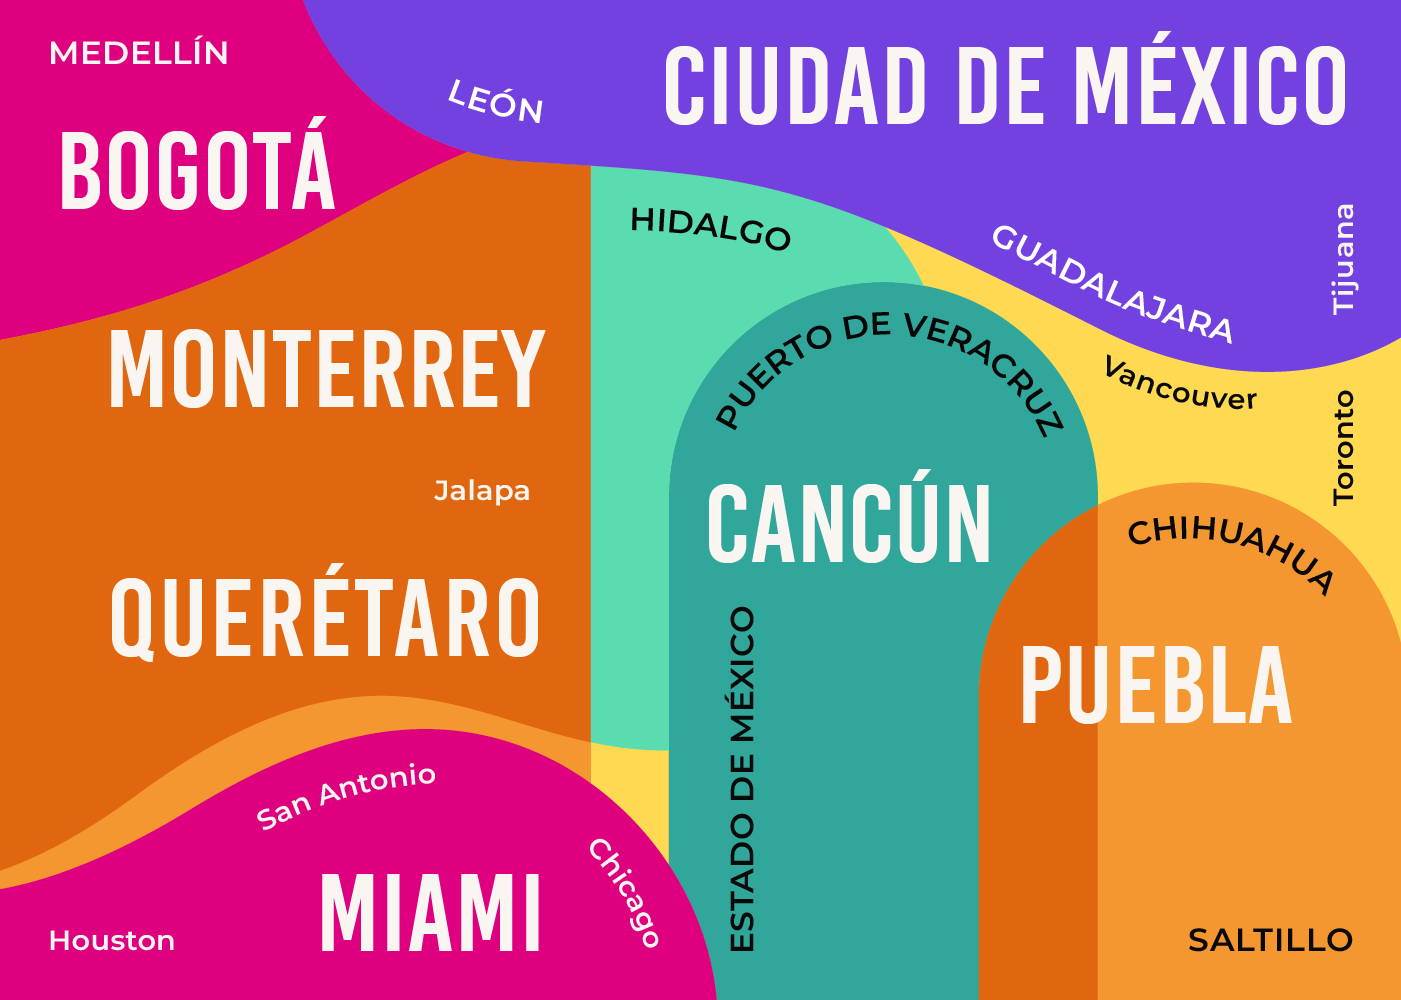 MEDELLÍN
LEÓN
CIUDAD DE MÉXICO
BOGOTÁ
HIDALGO
GUADALAJARA
Tijuana
MONTERREY
PUERTO DE VERACRUZ
Vancouver
Toronto
Jalapa
CANCÚN
CHIHUAHUA
QUERÉTARO
ESTADO DE MÉXICO
PUEBLA
San Antonio
Chicago
MIAMI
Houston
SALTILLO